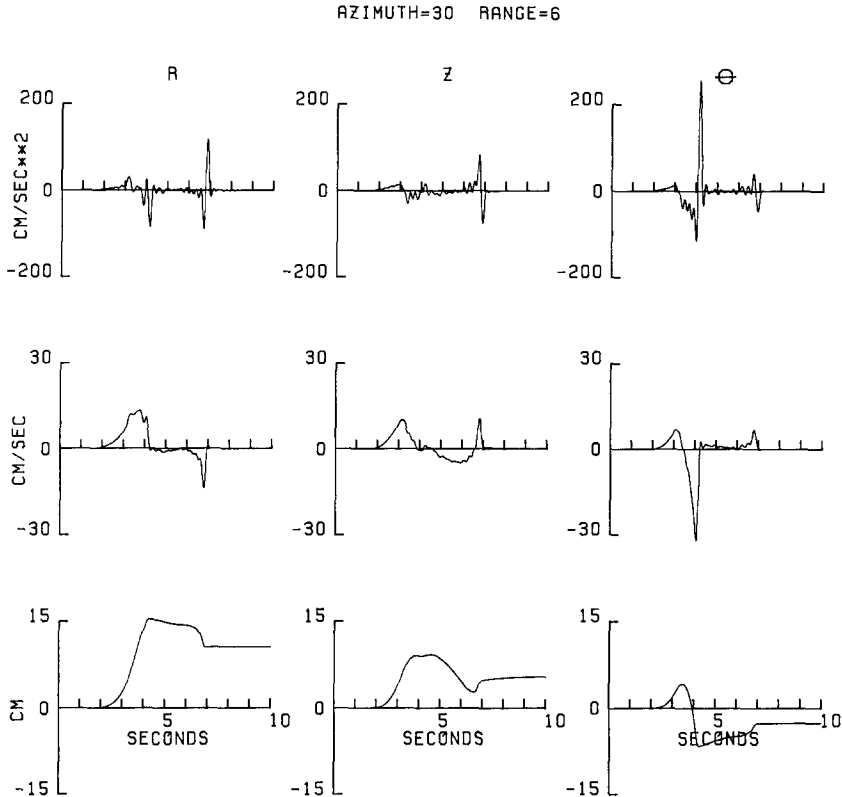 AZIMUTH=30 RANGE=6
R Z Θ
200 200 200
CM/SEC**2
0 0 0
-200 -200 -200
30 30 30
CM/SEC
0 0 0
-30 -30 -30
15 15 15
CM
0 0 0
5 10 5 10 5 10
SECONDS SECONDS SECONDS
-15 -15 -15